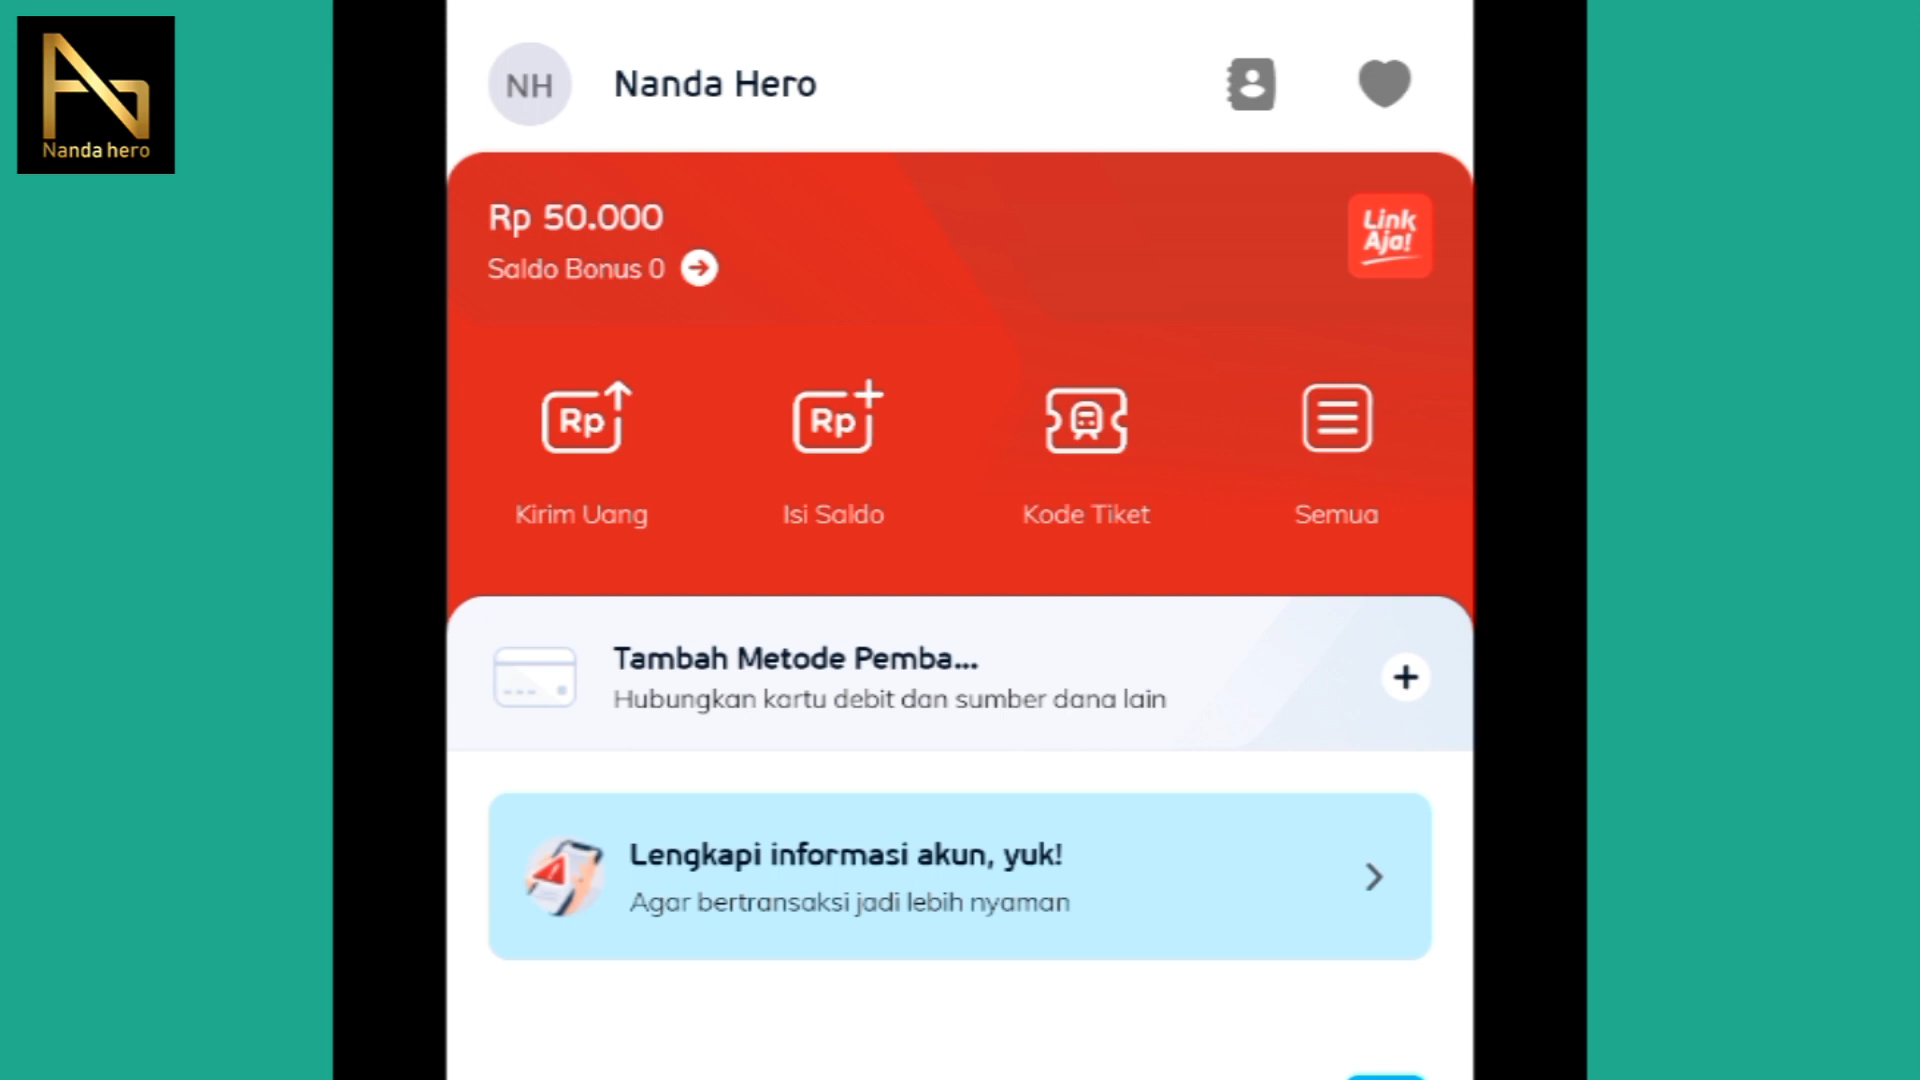 Nanda hero
NH
Nanda Hero
Rp 50.000
Saldo Bonus 0
Link
Aja!
Rp
Rp
Kirim Uang
Isi Saldo
Kode Tiket
Semua
Tambah Metode Pemba...
Hubungkan kartu debit dan sumber dana lain
Lengkapi informasi akun, yuk!
Agar bertransaksi jadi lebih nyaman